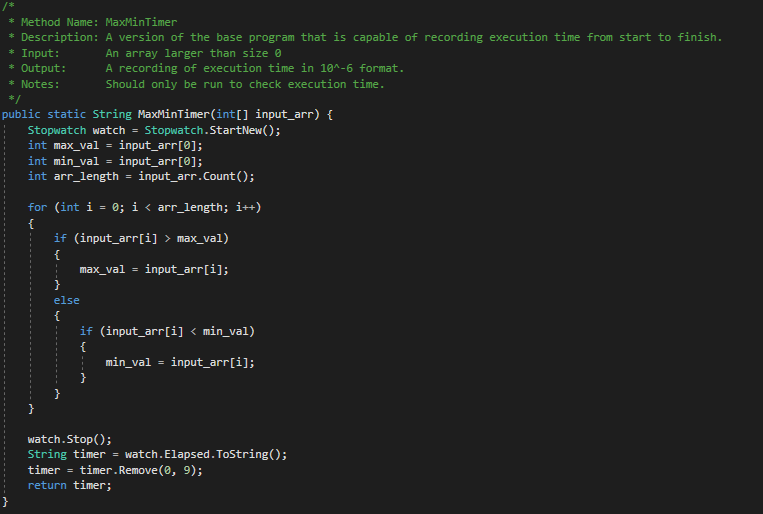 /*
 * Method Name: MaxMinTimer
 * Description: A version of the base program that is capable of recording execution time from start to finish.
 * Input:       An array larger than size 0
 * Output:      A recording of execution time in 10^-6 format.
 * Notes:       Should only be run to check execution time.
 */
public static String MaxMinTimer(int[] input_arr) {
    Stopwatch watch = Stopwatch.StartNew();
    int max_val = input_arr[0];
    int min_val = input_arr[0];
    int arr_length = input_arr.Count();

    for (int i = 0; i < arr_length; i++)
    {
        if (input_arr[i] > max_val)
        {
            max_val = input_arr[i];
        }
        else
        {
            if (input_arr[i] < min_val)
            {
                min_val = input_arr[i];
            }
        }
    }

    watch.Stop();
    String timer = watch.Elapsed.ToString();
    timer = timer.Remove(0, 9);
    return timer;
}